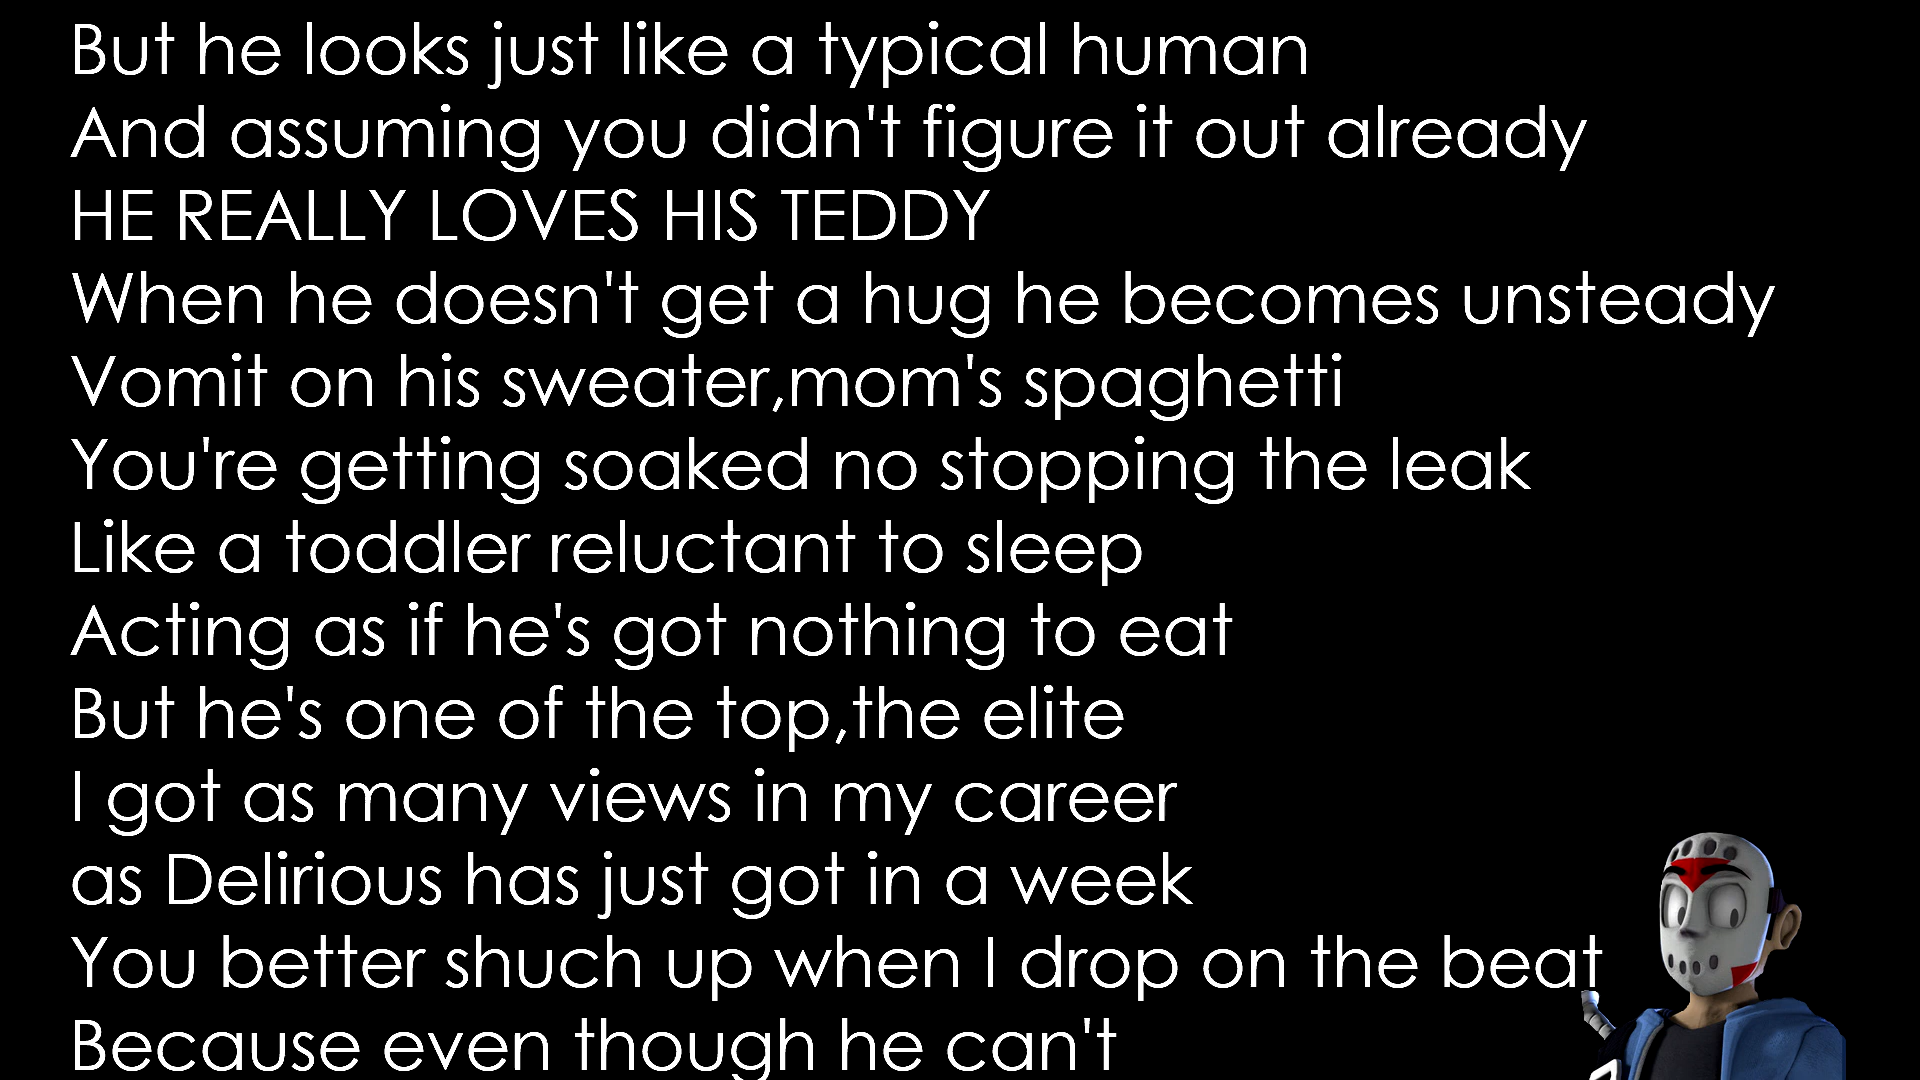 But he looks just like a typical human
And assuming you didn't figure it out already
HE REALLY LOVES HIS TEDDY
When he doesn't get a hug he becomes unsteady
Vomit on his sweater,mom's spaghetti
You're getting soaked no stopping the leak
Like a toddler reluctant to sleep
Acting as if he's got nothing to eat
But he's one of the top,the elite
I got as many views in my career
as Delirious has just got in a week
You better shuch up when I drop on the beat
Because even though he can't